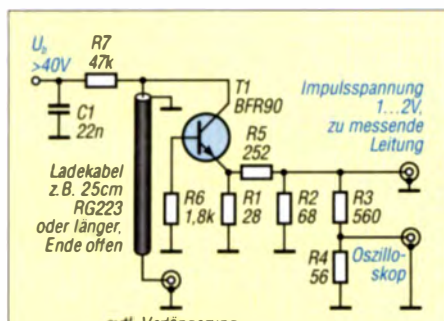 U_b
>40V
R7
47k
C1
22n
T1
BFR90
Impulsspannung
1...2V,
zu messende
Leitung
Ladekabel
z.B. 25cm
RG223
oder länger,
Ende offen
R5
252
R6
1,8k
R1
28
R2
68
R3
560
R4
56
Oszillo-
skop